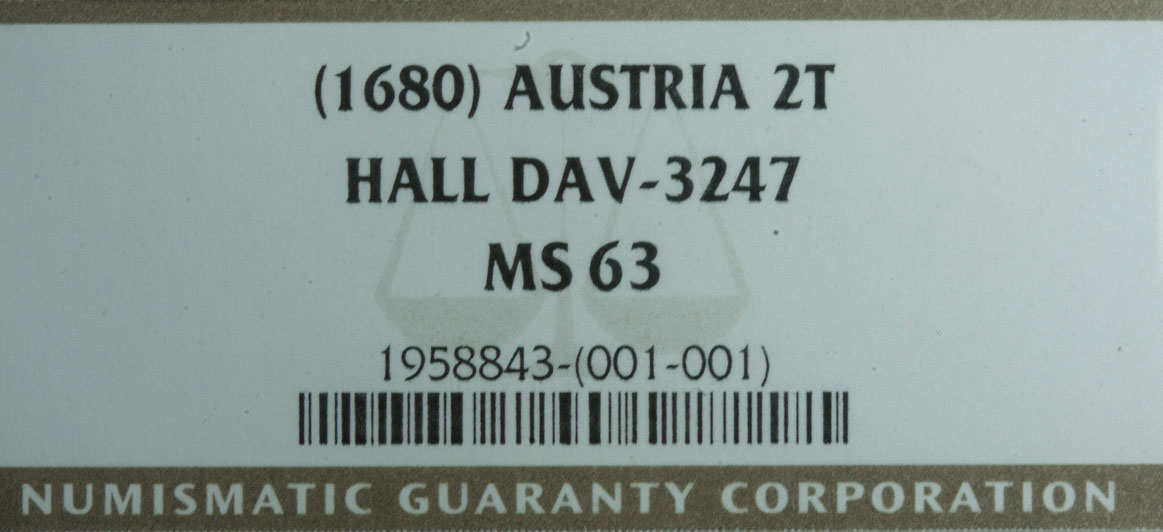 (1680) AUSTRIA 2T
HALL DAV-3247
MS 63
1958843-(001-001)
NUMISMATIC GUARANTY CORPORATION